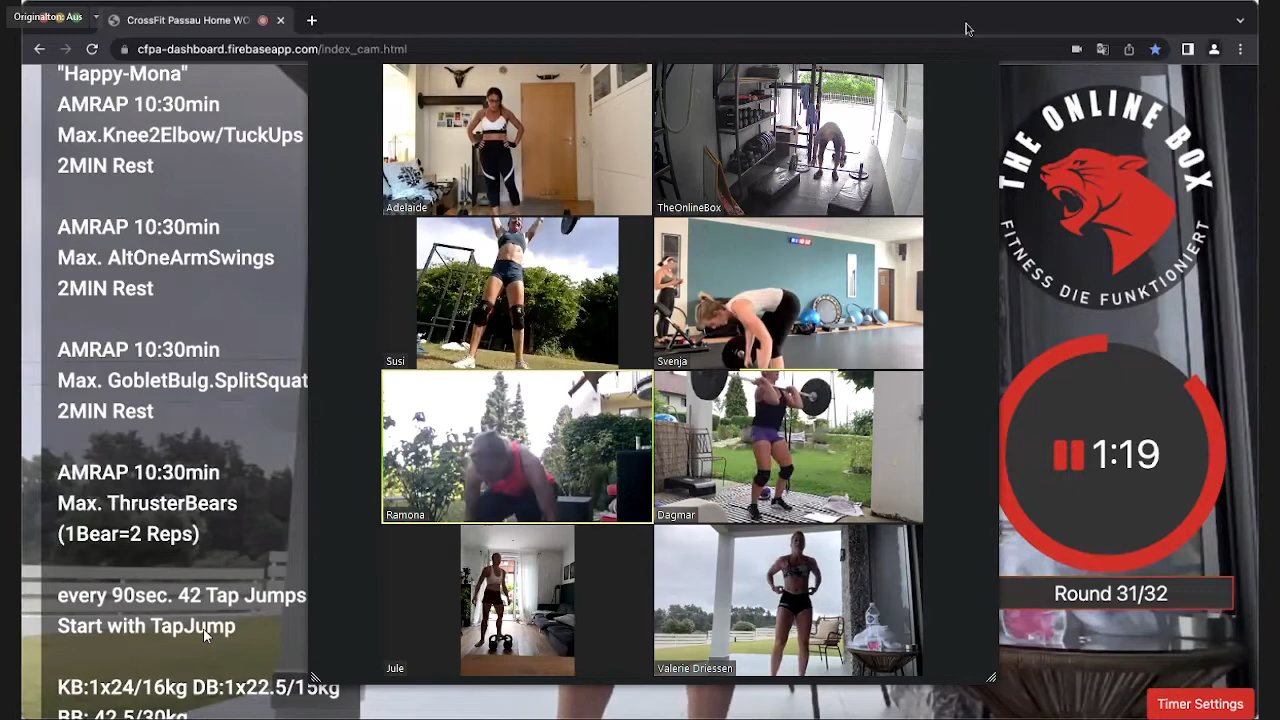 Originalton: Aus
CrossFit Passau Home WO
cfpa-dashboard.firebaseapp.com/index_cam.html
"Happy-Mona"
AMRAP 10:30min
Max.Knee2Elbow/TuckUps
2MIN Rest
AMRAP 10:30min
Max. AltOneArmSwings
2MIN Rest
AMRAP 10:30min
Max. GobletBulg.SplitSquat
2MIN Rest
AMRAP 10:30min
Max. ThrusterBears
(1Bear=2 Reps)
every 90sec. 42 Tap Jumps
Start with TapJump
KB:1x24/16kg DB:1x22.5/15kg
BB: 42.5/30kg
Adelaide
TheOnlineBox
Susi
Svenja
Ramona
Dagmar
Jule
Valerie Driessen
THE ONLINE BOX
FITNESS DIE FUNKTIONIERT
1:19
Round 31/32
Timer Settings